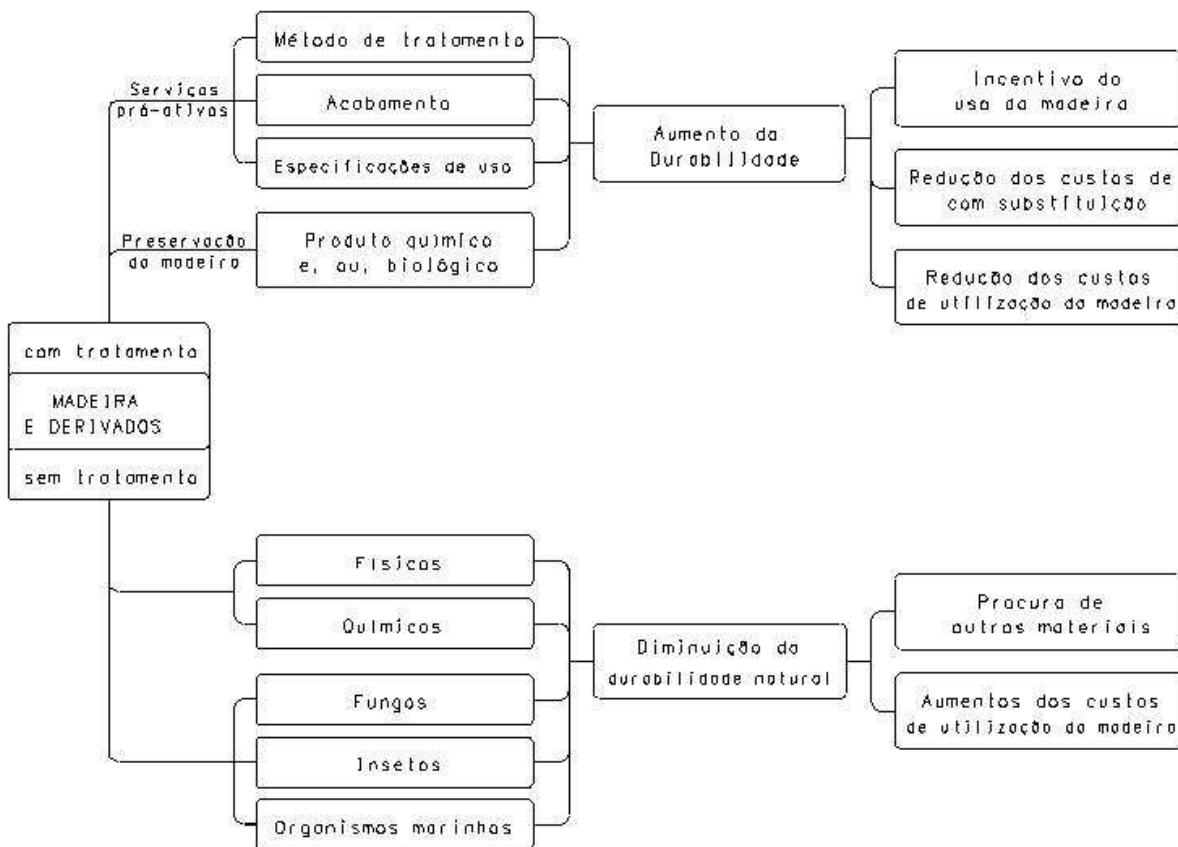 Método de tratamento
Serviços
pró-ativos
Acabamento
Especificações de uso
Preservação
da madeira
Produto químico
e, ou, biológico
Aumento da
Durabilidade
Incentivo do
uso da madeira
Redução dos custos de
com substituição
Redução dos custos
de utilização da madeira
com tratamento
MADEIRA
E DERIVADOS
sem tratamento
Físicos
Químicos
Fungos
Insetos
Organismos marinhos
Diminuição da
durabilidade natural
Procura de
outros materiais
Aumentos dos custos
de utilização da madeira